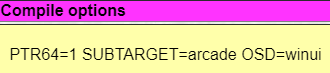 Compile options
PTR64=1 SUBTARGET=arcade OSD=winui